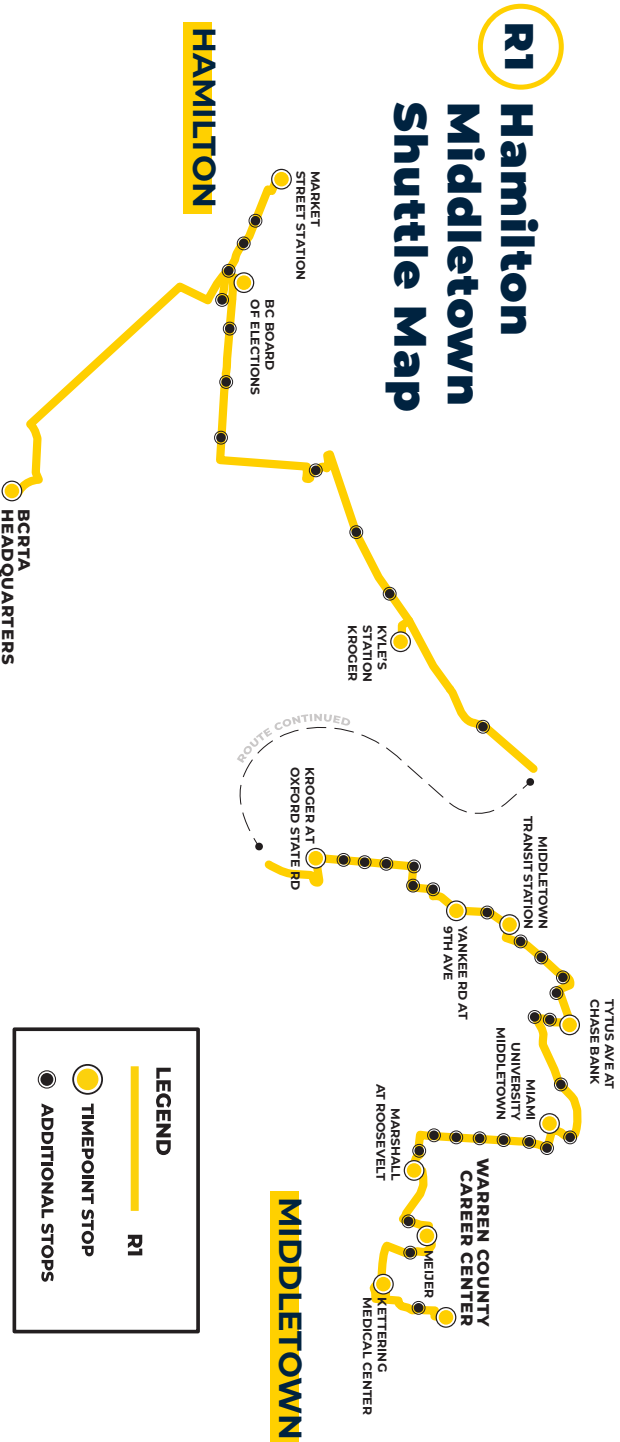 R1
Hamilton
Middletown
Shuttle Map
HAMILTON
MARKET
STREET STATION
BC BOARD
OF ELECTIONS
BCRTA
HEADQUARTERS
KYLE'S
STATION
KROGER
ROUTE CONTINUED
KROGER AT
OXFORD STATE RD
MIDDLETOWN
TRANSIT STATION
YANKEE RD AT
9TH AVE
TYTUS AVE AT
CHASE BANK
MIAMI
UNIVERSITY
MIDDLETOWN
MARSHALL
AT ROOSEVELT
WARREN COUNTY
CAREER CENTER
MEIJER
KETTERING
MEDICAL CENTER
MIDDLETOWN
LEGEND
R1
TIMEPOINT STOP
ADDITIONAL STOPS